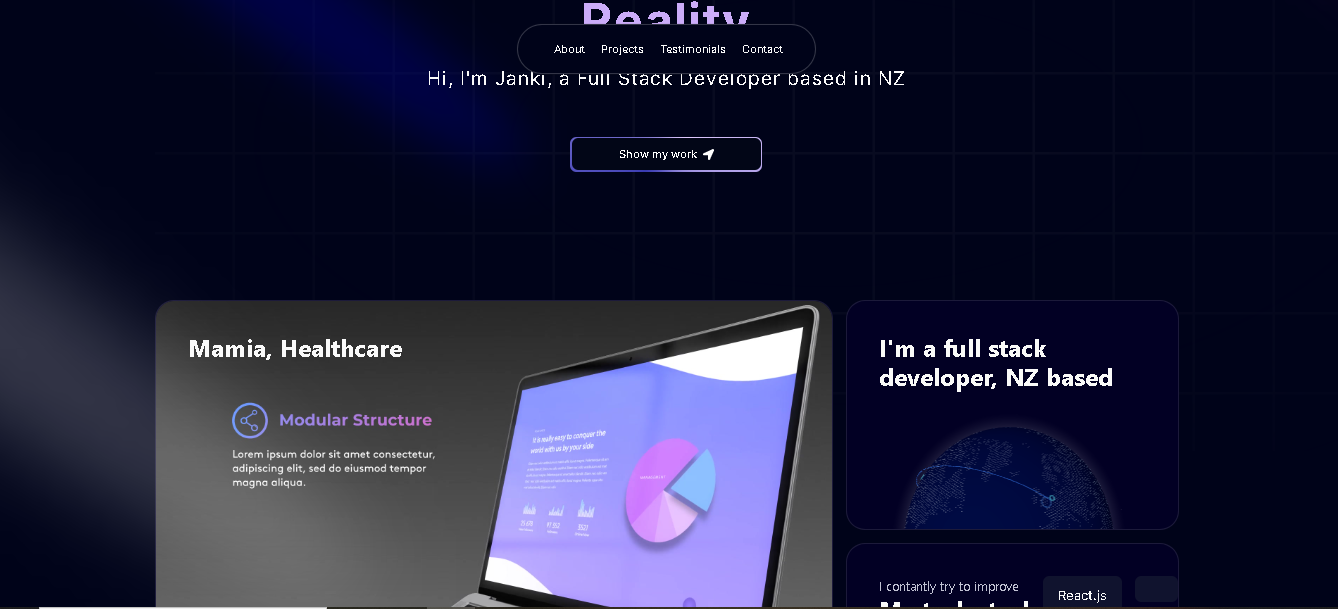 Reality
About Projects Testimonials Contact
Hi, I'm Janki, a Full Stack Developer based in NZ
Show my work
Mamia, Healthcare
Modular Structure
Lorem ipsum dolor sit amet consectetur,
adipiscing elit, sed do eiusmod tempor
magna aliqua.
It is really easy to conquer the
world with us by your side
I'm a full stack
developer, NZ based
I contantly try to improve
React.js